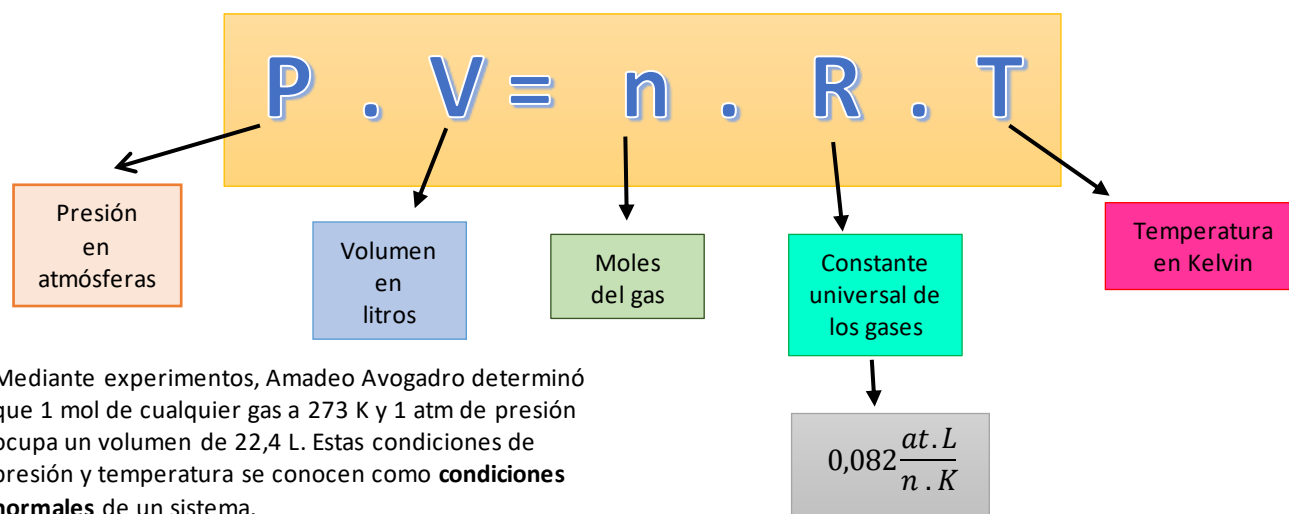 P . V = n . R . T
Presión
en
atmósferas
Volumen
en
litros
Moles
del gas
Constante
universal de
los gases
Temperatura
en Kelvin
Mediante experimentos, Amadeo Avogadro determinó
que 1 mol de cualquier gas a 273 K y 1 atm de presión
ocupa un volumen de 22,4 L. Estas condiciones de
presión y temperatura se conocen como condiciones
normales de un sistema.
0,082 at.L / n . K